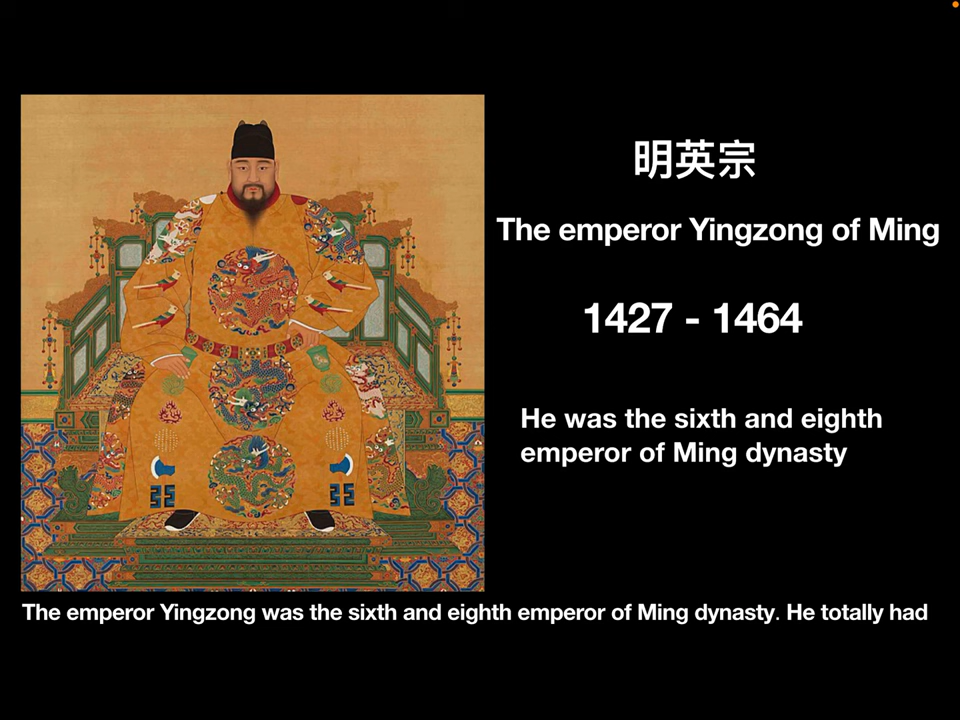 明英宗
The emperor Yingzong of Ming
1427 - 1464
He was the sixth and eighth
emperor of Ming dynasty
The emperor Yingzong was the sixth and eighth emperor of Ming dynasty. He totally had